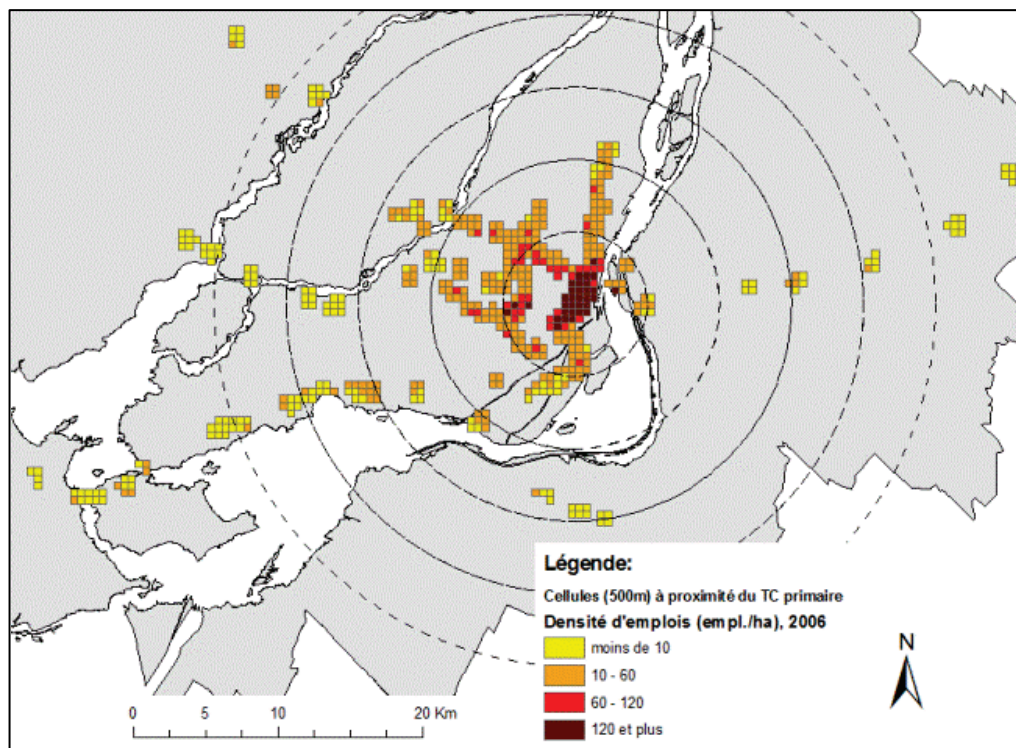 Légende:
Cellules (500m) à proximité du TC primaire
Densité d'emplois (empl./ha), 2006
moins de 10
10 - 60
60 - 120
120 et plus
N
0 5 10 20 Km